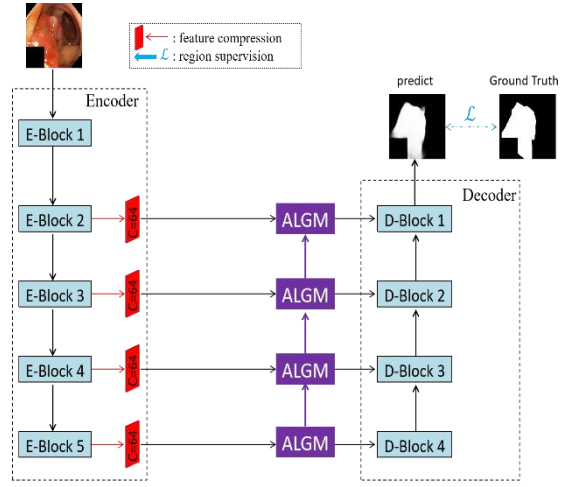 : feature compression
ℒ : region supervision
predict
Ground Truth
Encoder
ℒ
E-Block 1
Decoder
E-Block 2
C=64
ALGM
D-Block 1
E-Block 3
C=64
ALGM
D-Block 2
E-Block 4
C=64
ALGM
D-Block 3
E-Block 5
C=64
ALGM
D-Block 4